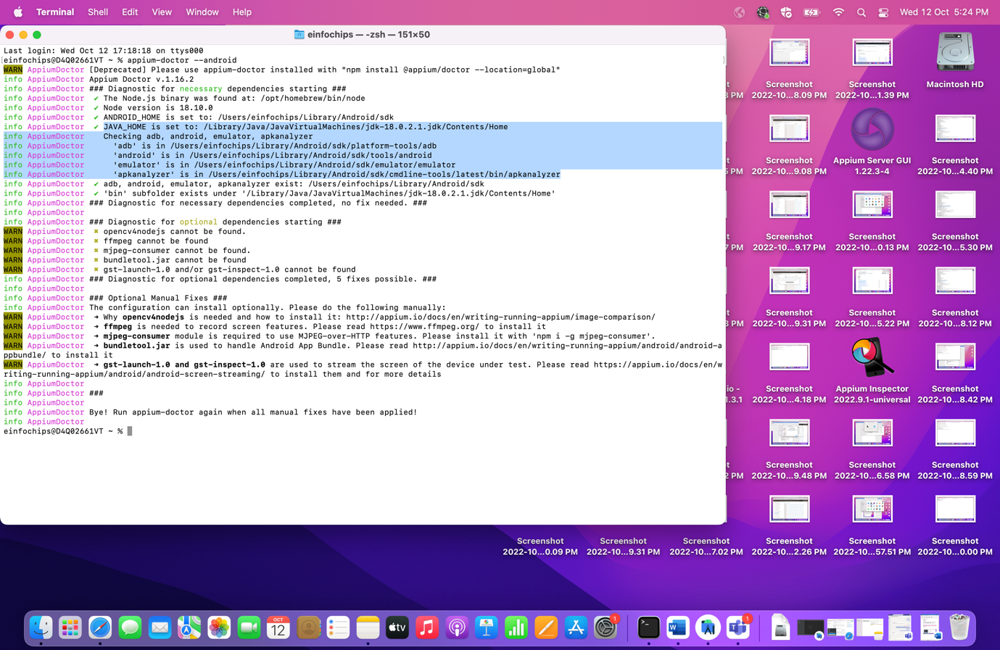 Terminal Shell Edit View Window Help
Wed 12 Oct 5:24 PM
einfochips — -zsh — 151×50
Last login: Wed Oct 12 17:18:18 on ttys000
einfochips@D4Q02661VT ~ % appium-doctor --android
WARN AppiumDoctor [Deprecated] Please use appium-doctor installed with "npm install @appium/doctor --location=global"
info AppiumDoctor Appium Doctor v.1.16.2
info AppiumDoctor ### Diagnostic for necessary dependencies starting ###
info AppiumDoctor  ✔ The Node.js binary was found at: /opt/homebrew/bin/node
info AppiumDoctor  ✔ Node version is 18.10.0
info AppiumDoctor  ✔ ANDROID_HOME is set to: /Users/einfochips/Library/Android/sdk
info AppiumDoctor  ✔ JAVA_HOME is set to: /Library/Java/JavaVirtualMachines/jdk-18.0.2.1.jdk/Contents/Home
info AppiumDoctor    Checking adb, android, emulator, apkanalyzer
info AppiumDoctor      'adb' is in /Users/einfochips/Library/Android/sdk/platform-tools/adb
info AppiumDoctor      'android' is in /Users/einfochips/Library/Android/sdk/tools/android
info AppiumDoctor      'emulator' is in /Users/einfochips/Library/Android/sdk/emulator/emulator
info AppiumDoctor      'apkanalyzer' is in /Users/einfochips/Library/Android/sdk/cmdline-tools/latest/bin/apkanalyzer
info AppiumDoctor  ✔ adb, android, emulator, apkanalyzer exist: /Users/einfochips/Library/Android/sdk
info AppiumDoctor  ✔ 'bin' subfolder exists under '/Library/Java/JavaVirtualMachines/jdk-18.0.2.1.jdk/Contents/Home'
info AppiumDoctor ### Diagnostic for necessary dependencies completed, no fix needed. ###
info AppiumDoctor
info AppiumDoctor ### Diagnostic for optional dependencies starting ###
WARN AppiumDoctor  ✖ opencv4nodejs cannot be found.
WARN AppiumDoctor  ✖ ffmpeg cannot be found
WARN AppiumDoctor  ✖ mjpeg-consumer cannot be found.
WARN AppiumDoctor  ✖ bundletool.jar cannot be found
WARN AppiumDoctor  ✖ gst-launch-1.0 and/or gst-inspect-1.0 cannot be found
info AppiumDoctor ### Diagnostic for optional dependencies completed, 5 fixes possible. ###
info AppiumDoctor
info AppiumDoctor ### Optional Manual Fixes ###
info AppiumDoctor The configuration can install optionally. Please do the following manually:
WARN AppiumDoctor  ➜ Why opencv4nodejs is needed and how to install it: http://appium.io/docs/en/writing-running-appium/image-comparison/
WARN AppiumDoctor  ➜ ffmpeg is needed to record screen features. Please read https://www.ffmpeg.org/ to install it
WARN AppiumDoctor  ➜ mjpeg-consumer module is required to use MJPEG-over-HTTP features. Please install it with 'npm i -g mjpeg-consumer'.
WARN AppiumDoctor  ➜ bundletool.jar is used to handle Android App Bundle. Please read http://appium.io/docs/en/writing-running-appium/android/android-a
ppbundle/ to install it
WARN AppiumDoctor  ➜ gst-launch-1.0 and gst-inspect-1.0 are used to stream the screen of the device under test. Please read https://appium.io/docs/en/w
riting-running-appium/android/android-screen-streaming/ to install them and for more details
info AppiumDoctor
info AppiumDoctor ###
info AppiumDoctor
info AppiumDoctor Bye! Run appium-doctor again when all manual fixes have been applied!
info AppiumDoctor
einfochips@D4Q02661VT ~ %
t Screenshot Screenshot Macintosh HD
3 PM 2022-10...8.09 PM 2022-10...1.39 PM
t Screenshot Appium Server GUI Screenshot
5 PM 2022-10...9.08 PM 1.22.3-4 2022-10...4.40 PM
t Screenshot Screenshot Screenshot
7 PM 2022-10...9.17 PM 2022-10...0.13 PM 2022-10...5.30 PM
t Screenshot Screenshot Screenshot
3 PM 2022-10...9.31 PM 2022-10...5.22 PM 2022-10...8.12 PM
io - Screenshot Appium Inspector Screenshot
1.3.1 2022-10...4.18 PM 2022.9.1-universal 2022-10...8.42 PM
t Screenshot Screenshot Screenshot
2 PM 2022-10...9.48 PM 2022-10...6.58 PM 2022-10...8.59 PM
Screenshot Screenshot Screenshot Screenshot Screenshot Screenshot
2022-10...0.09 PM 2022-10...9.31 PM 2022-10...7.02 PM 2022-10...2.26 PM 2022-10...57.51 PM 2022-10...0.00 PM
OCT
12
tv
1
1